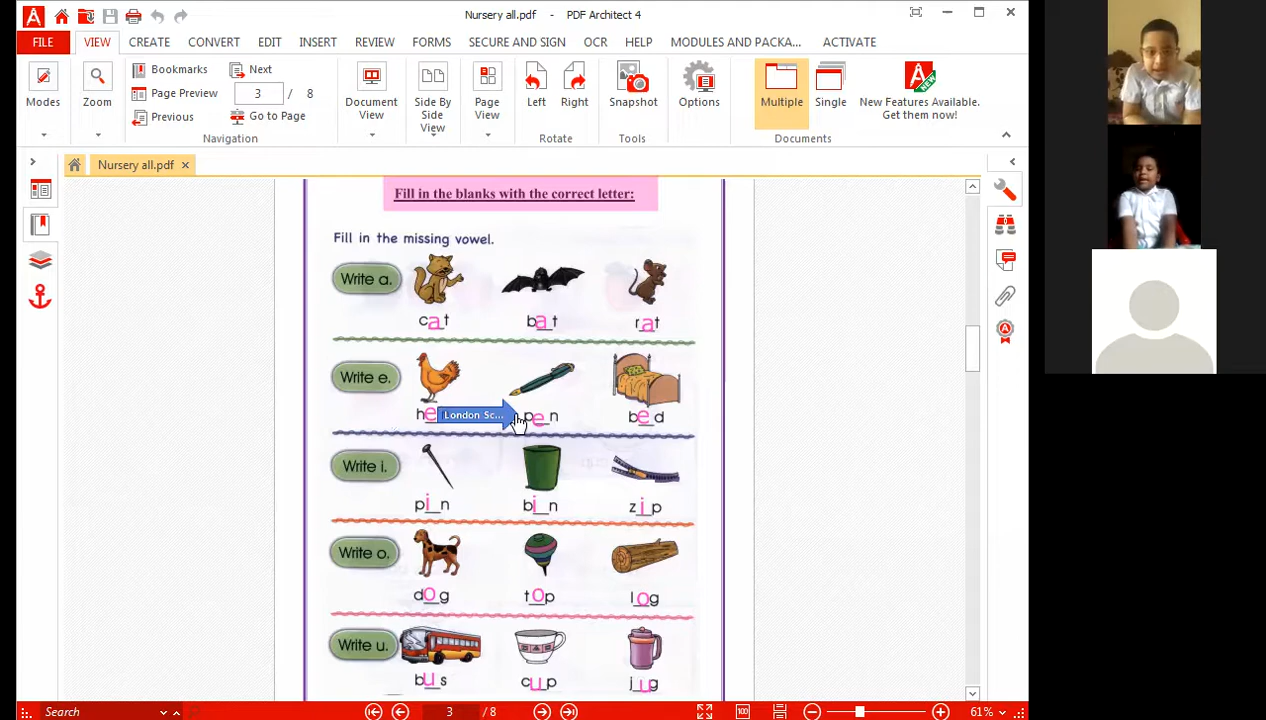 Nursery all.pdf - PDF Architect 4
FILE VIEW CREATE CONVERT EDIT INSERT REVIEW FORMS SECURE AND SIGN OCR HELP MODULES AND PACKA... ACTIVATE
Modes
Zoom
Bookmarks
Page Preview
Previous
Next
3 / 8
Go to Page
Navigation
Document View
Side By Side View
Page View
Left
Right
Rotate
Snapshot
Tools
Options
Multiple
Single
Documents
New Features Available.
Get them now!
Nursery all.pdf
Fill in the blanks with the correct letter:
Fill in the missing vowel.
Write a.
cat bat rat
Write e.
he London Sc... pen bed
Write i.
pin bin zip
Write o.
dog top log
Write u.
bus cup jug
Search 3 / 8 61%